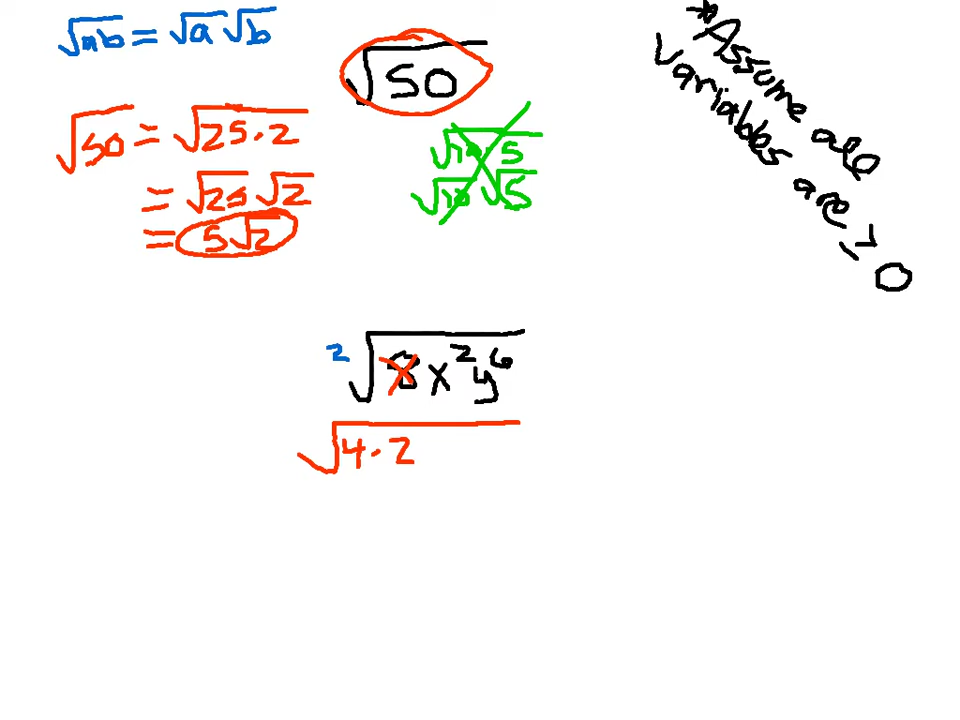 √ab = √a √b
√50
*Assume all
variables are ≥ 0
√50 = √25·2
= √25 √2
= 5√2
√10·5
√10 √5
²√8x²y⁶
√4·2